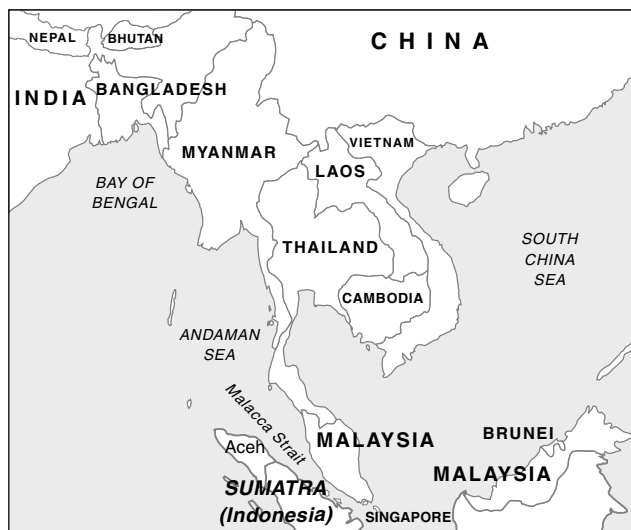 NEPAL
BHUTAN
CHINA
INDIA
BANGLADESH
VIETNAM
MYANMAR
LAOS
BAY OF
BENGAL
THAILAND
SOUTH
CHINA
SEA
CAMBODIA
ANDAMAN
SEA
Malacca Strait
Aceh
MALAYSIA
BRUNEI
MALAYSIA
SUMATRA
(Indonesia)
SINGAPORE